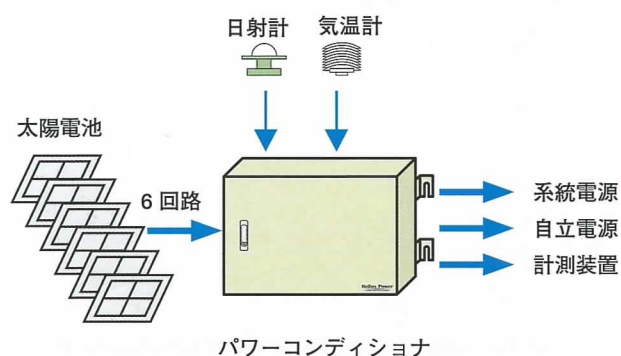 日射計
気温計
太陽電池
6 回路
系統電源
自立電源
計測装置
パワーコンディショナ